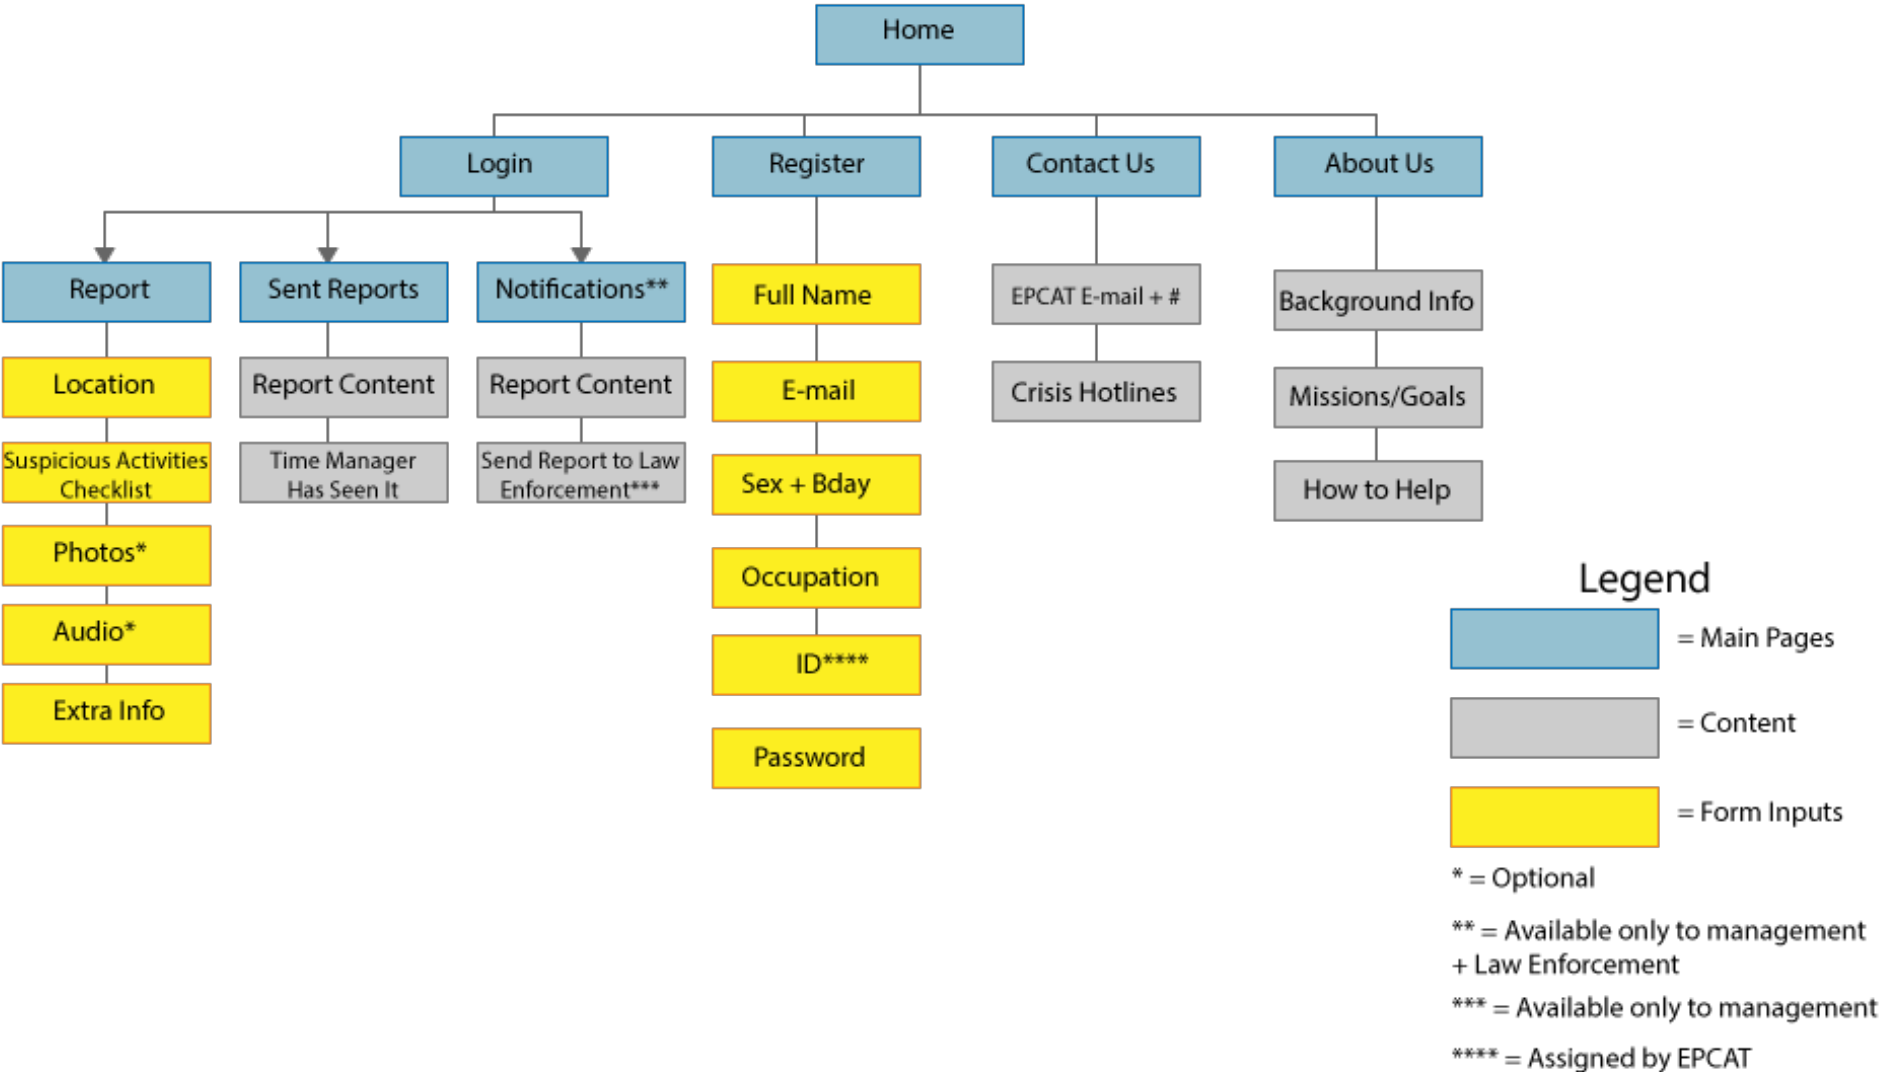 Home
Login
Register
Contact Us
About Us
Report
Sent Reports
Notifications**
Location
Suspicious Activities
Checklist
Photos*
Audio*
Extra Info
Report Content
Time Manager
Has Seen It
Report Content
Send Report to Law
Enforcement***
Full Name
E-mail
Sex + Bday
Occupation
ID****
Password
EPCAT E-mail + #
Crisis Hotlines
Background Info
Missions/Goals
How to Help
Legend
= Main Pages
= Content
= Form Inputs
* = Optional
** = Available only to management
+ Law Enforcement
*** = Available only to management
**** = Assigned by EPCAT